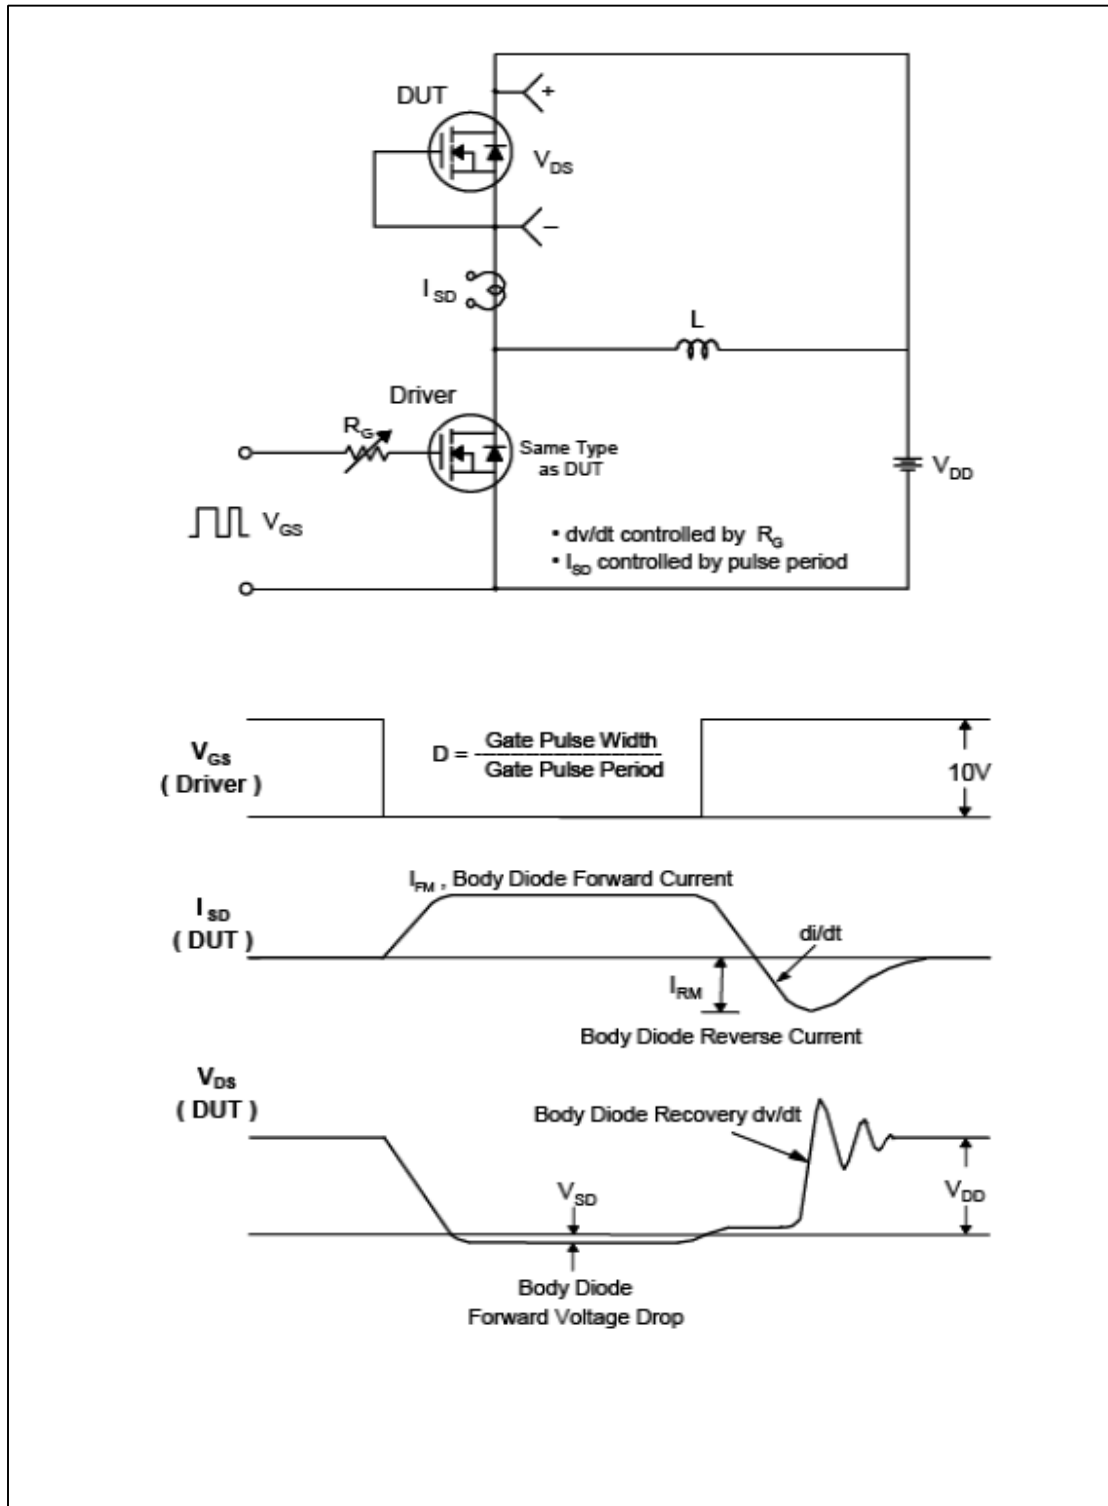 DUT
+
V_DS
–
I_SD
L
Driver
R_G
Same Type
as DUT
V_DD
V_GS
• dv/dt controlled by R_G
• I_SD controlled by pulse period
V_GS
( Driver )
D = Gate Pulse Width
Gate Pulse Period
10V
I_FM , Body Diode Forward Current
I_SD
( DUT )
di/dt
I_RM
Body Diode Reverse Current
V_DS
( DUT )
Body Diode Recovery dv/dt
V_SD
V_DD
Body Diode
Forward Voltage Drop